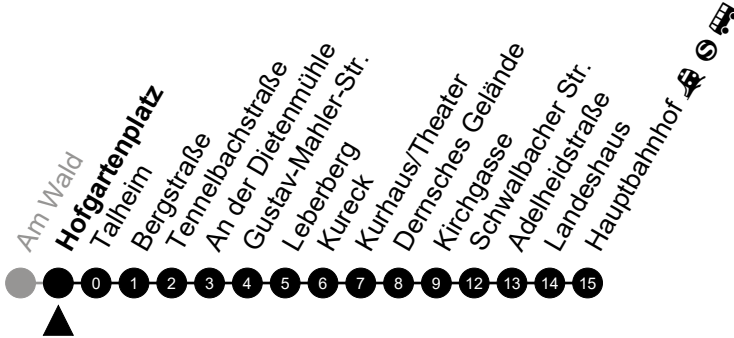 Am Wald
Hofgartenplatz
Talheim
Bergstraße
Tennelbachstraße
An der Dietenmühle
Gustav-Mahler-Str.
Leberberg
Kureck
Kurhaus/Theater
Dernsches Gelände
Kirchgasse
Schwalbacher Str.
Adelheidstraße
Landeshaus
Hauptbahnhof S
0 1 2 3 4 5 6 7 8 9 12 13 14 15